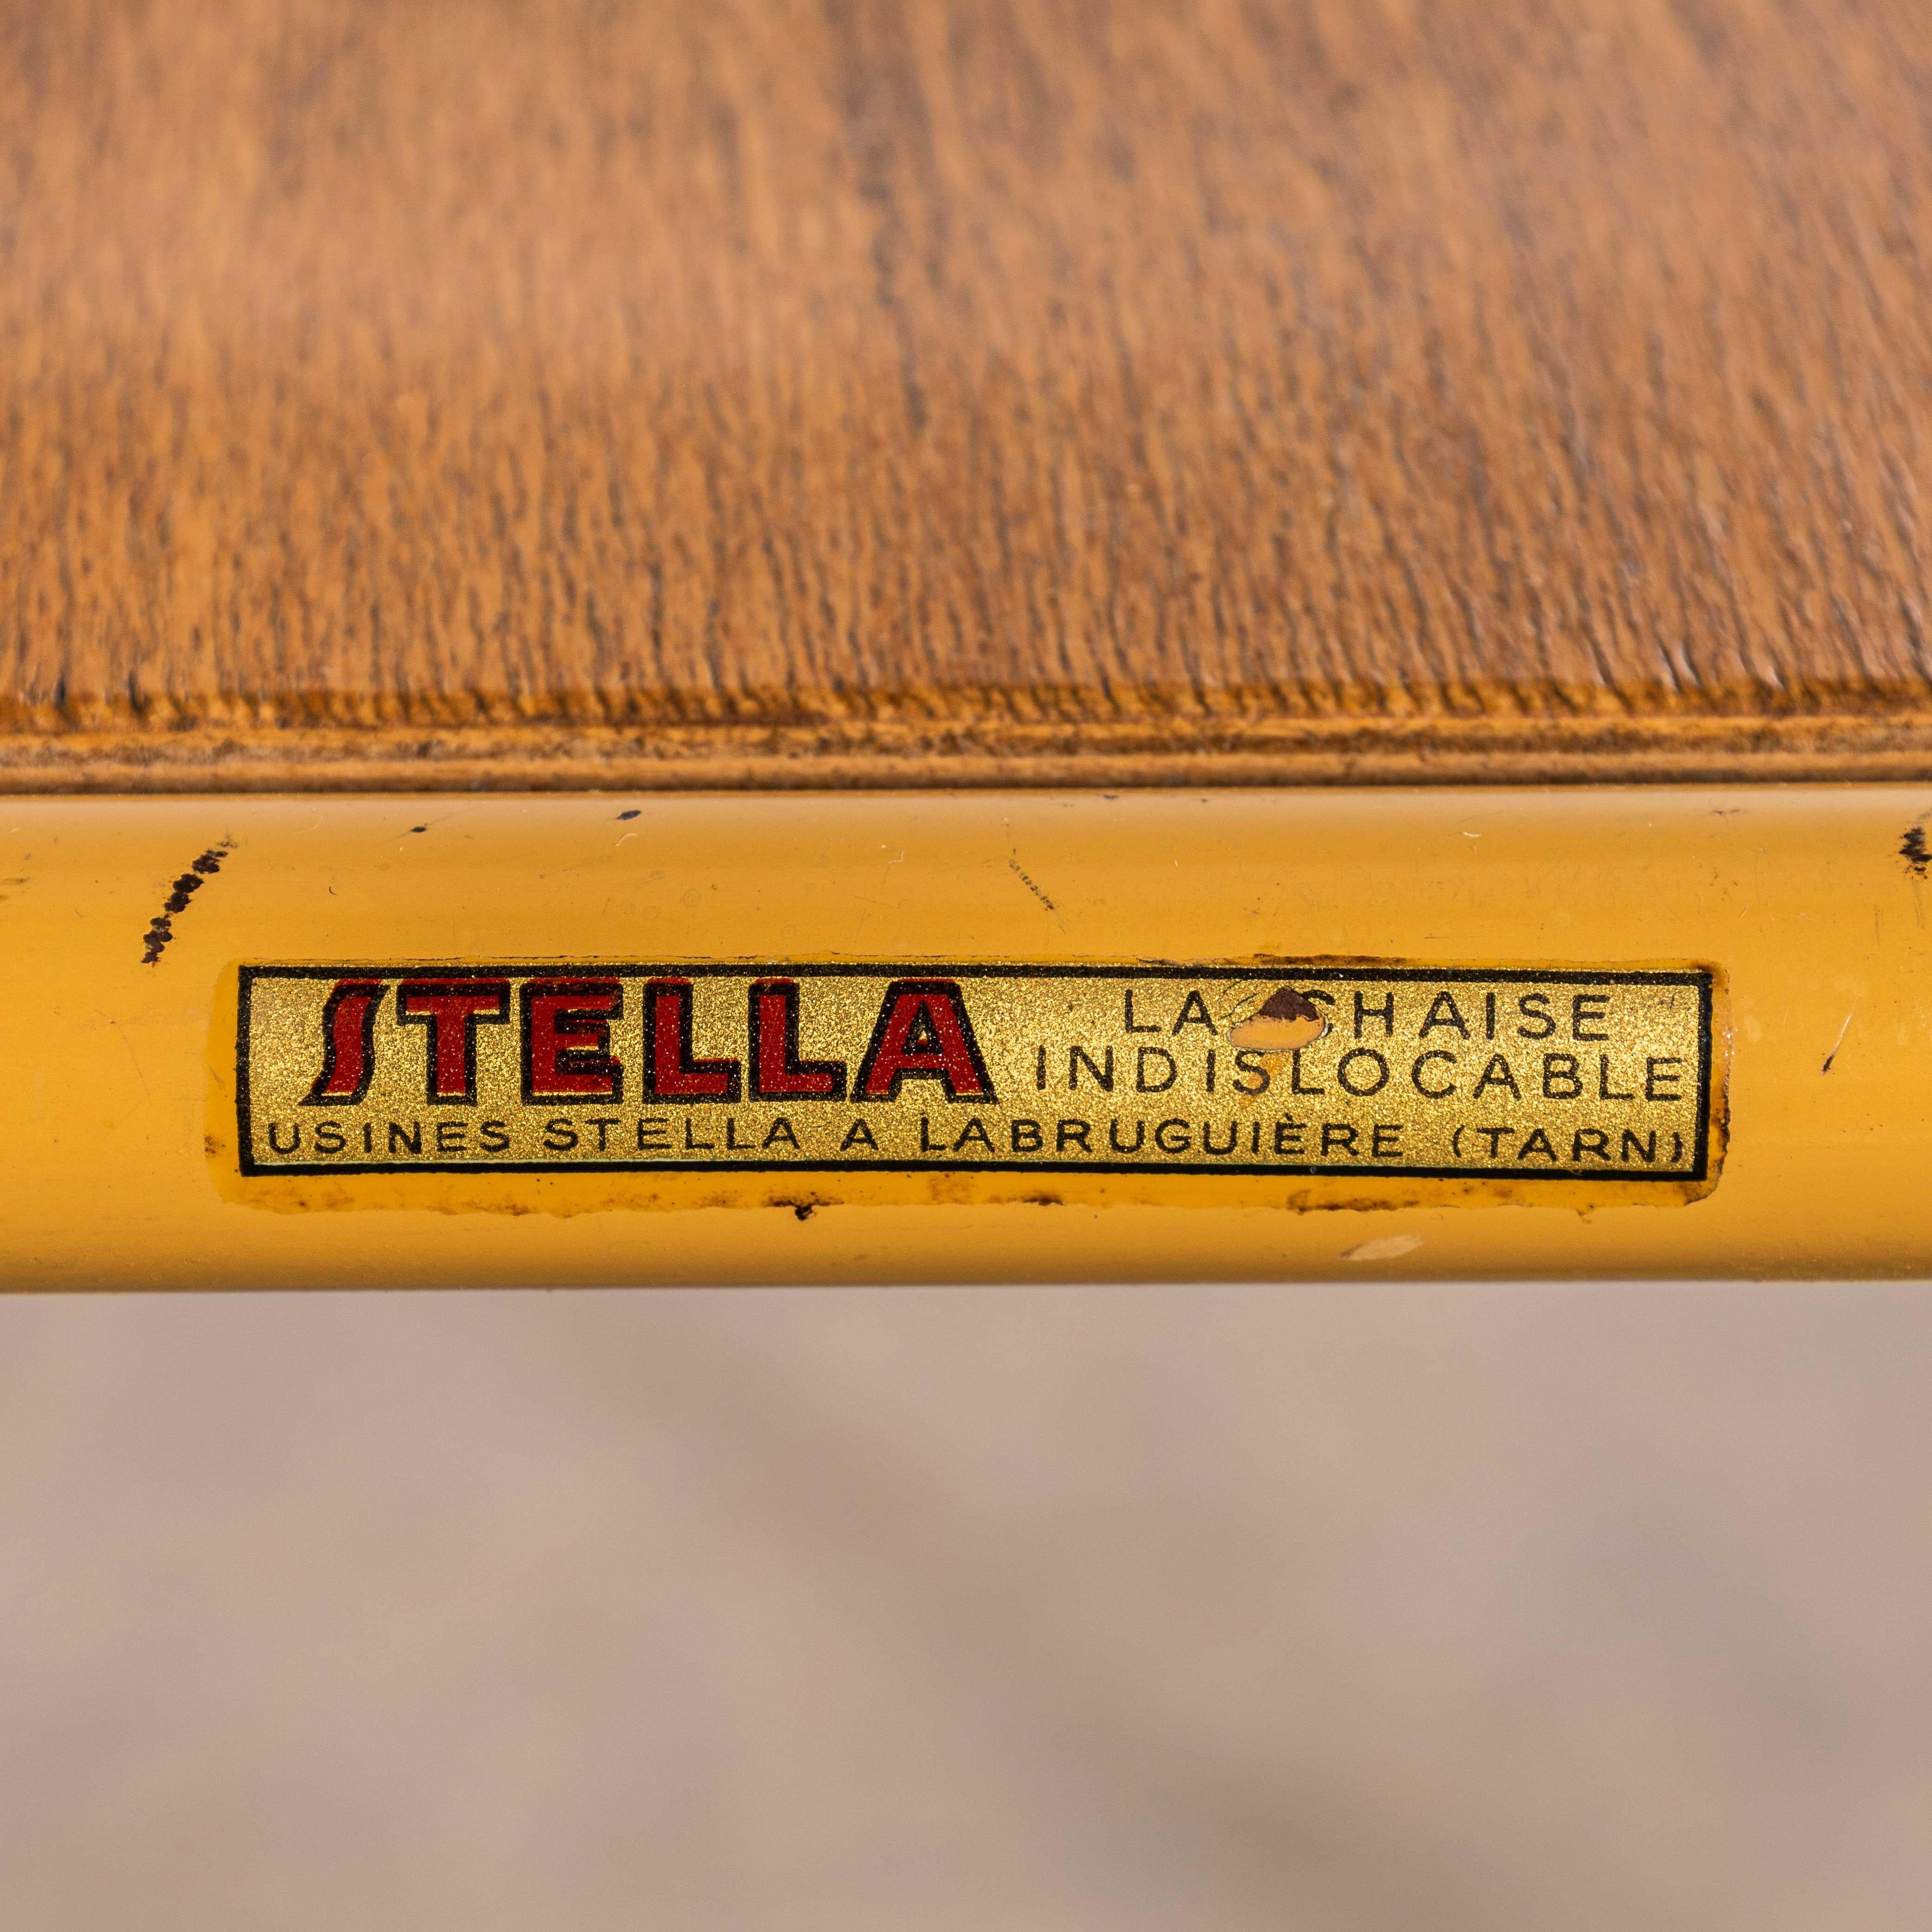 STELLA
LA CHAISE
INDISLOCABLE
USINES STELLA A LABRUGUIÈRE (TARN)